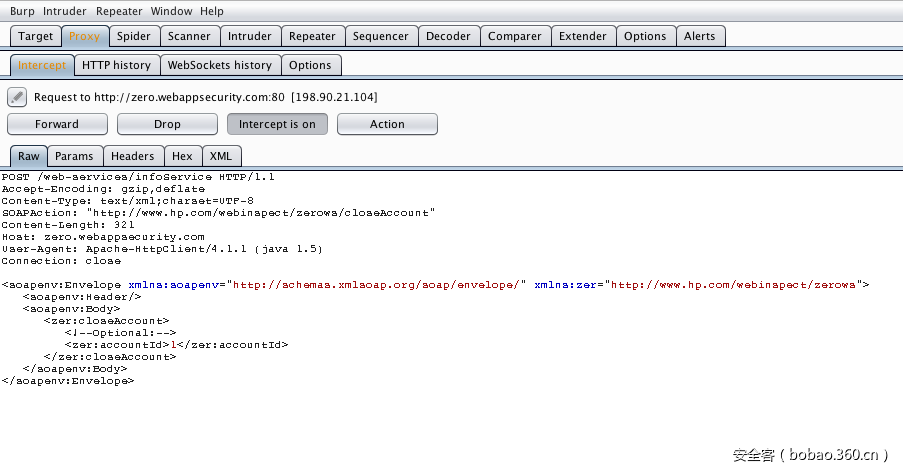 Burp Intruder Repeater Window Help
Target Proxy Spider Scanner Intruder Repeater Sequencer Decoder Comparer Extender Options Alerts
Intercept HTTP history WebSockets history Options
Request to http://zero.webappsecurity.com:80 [198.90.21.104]
Forward Drop Intercept is on Action
Raw Params Headers Hex XML
POST /web-services/infoService HTTP/1.1
Accept-Encoding: gzip,deflate
Content-Type: text/xml;charset=UTF-8
SOAPAction: "http://www.hp.com/webinspect/zerows/closeAccount"
Content-Length: 321
Host: zero.webappsecurity.com
User-Agent: Apache-HttpClient/4.1.1 (java 1.5)
Connection: close

<soapenv:Envelope xmlns:soapenv="http://schemas.xmlsoap.org/soap/envelope/" xmlns:zer="http://www.hp.com/webinspect/zerows">
   <soapenv:Header/>
   <soapenv:Body>
      <zer:closeAccount>
         <!--Optional:-->
         <zer:accountId>1</zer:accountId>
      </zer:closeAccount>
   </soapenv:Body>
</soapenv:Envelope>
安全客（bobao.360.cn）